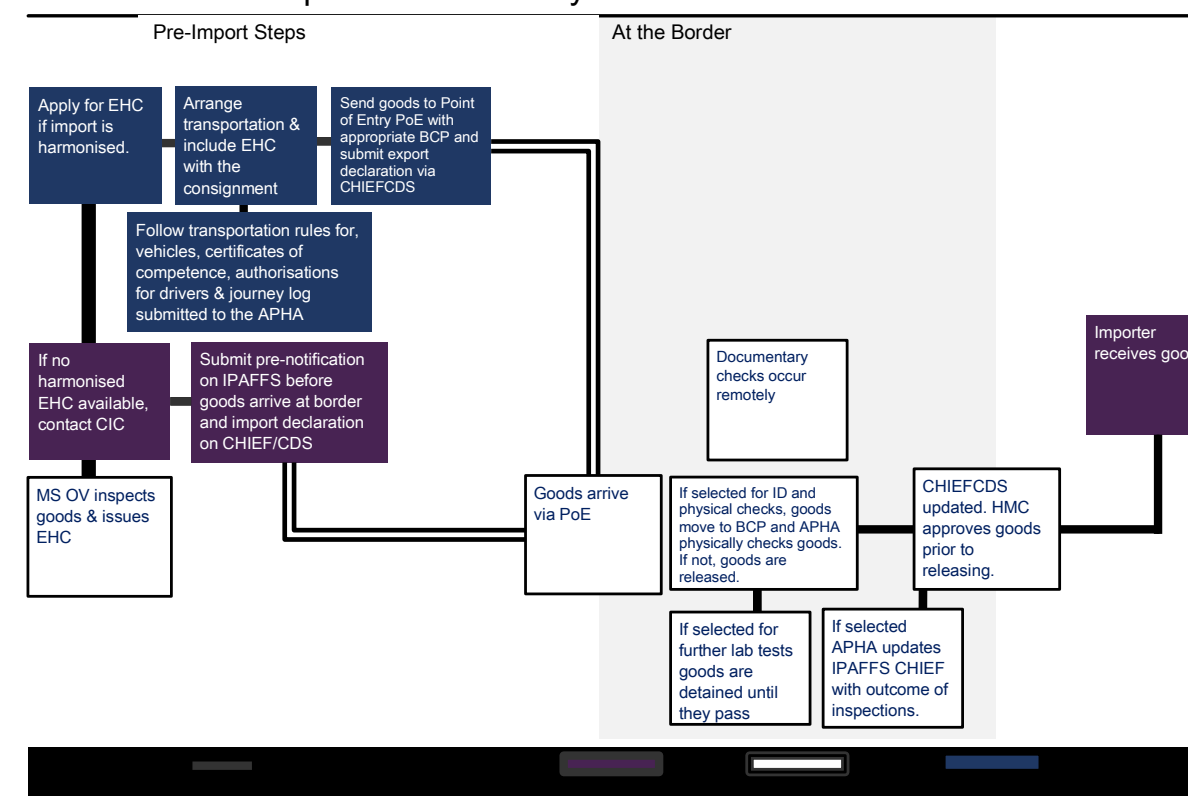 Pre-Import Steps
At the Border
Apply for EHC
if import is
harmonised.
Arrange
transportation &
include EHC
with the
consignment
Send goods to Point
of Entry PoE with
appropriate BCP and
submit export
declaration via
CHIEFCDS
Follow transportation rules for,
vehicles, certificates of
competence, authorisations
for drivers & journey log
submitted to the APHA
If no
harmonised
EHC available,
contact CIC
Submit pre-notification
on IPAFFS before
goods arrive at border
and import declaration
on CHIEF/CDS
MS OV inspects
goods & issues
EHC
Goods arrive
via PoE
Documentary
checks occur
remotely
If selected for ID and
physical checks, goods
move to BCP and APHA
physically checks goods.
If not, goods are
released.
If selected for
further lab tests
goods are
detained until
they pass
CHIEFCDS
updated. HMC
approves goods
prior to
releasing.
If selected
APHA updates
IPAFFS CHIEF
with outcome of
inspections.
Importer
receives goo